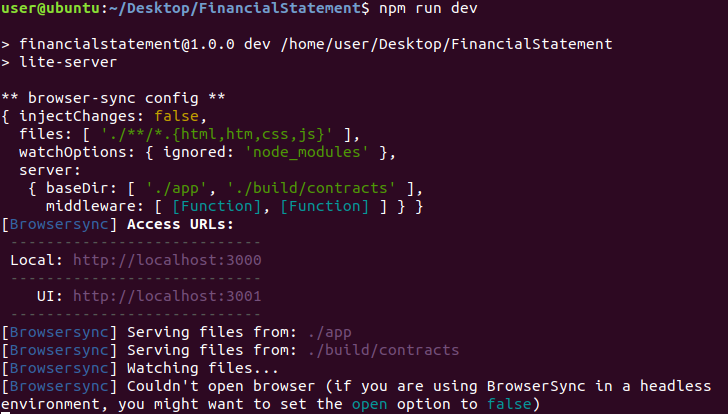 user@ubuntu:~/Desktop/FinancialStatement$ npm run dev
> financialstatement@1.0.0 dev /home/user/Desktop/FinancialStatement
> lite-server
** browser-sync config **
{ injectChanges: false,
  files: [ './**/*.{html,htm,css,js}' ],
  watchOptions: { ignored: 'node_modules' },
  server:
   { baseDir: [ './app', './build/contracts' ],
     middleware: [ [Function], [Function] ] } }
[Browsersync] Access URLs:
 ----------------------------
 Local: http://localhost:3000
 ----------------------------
    UI: http://localhost:3001
 ----------------------------
[Browsersync] Serving files from: ./app
[Browsersync] Serving files from: ./build/contracts
[Browsersync] Watching files...
[Browsersync] Couldn't open browser (if you are using BrowserSync in a headless
environment, you might want to set the open option to false)